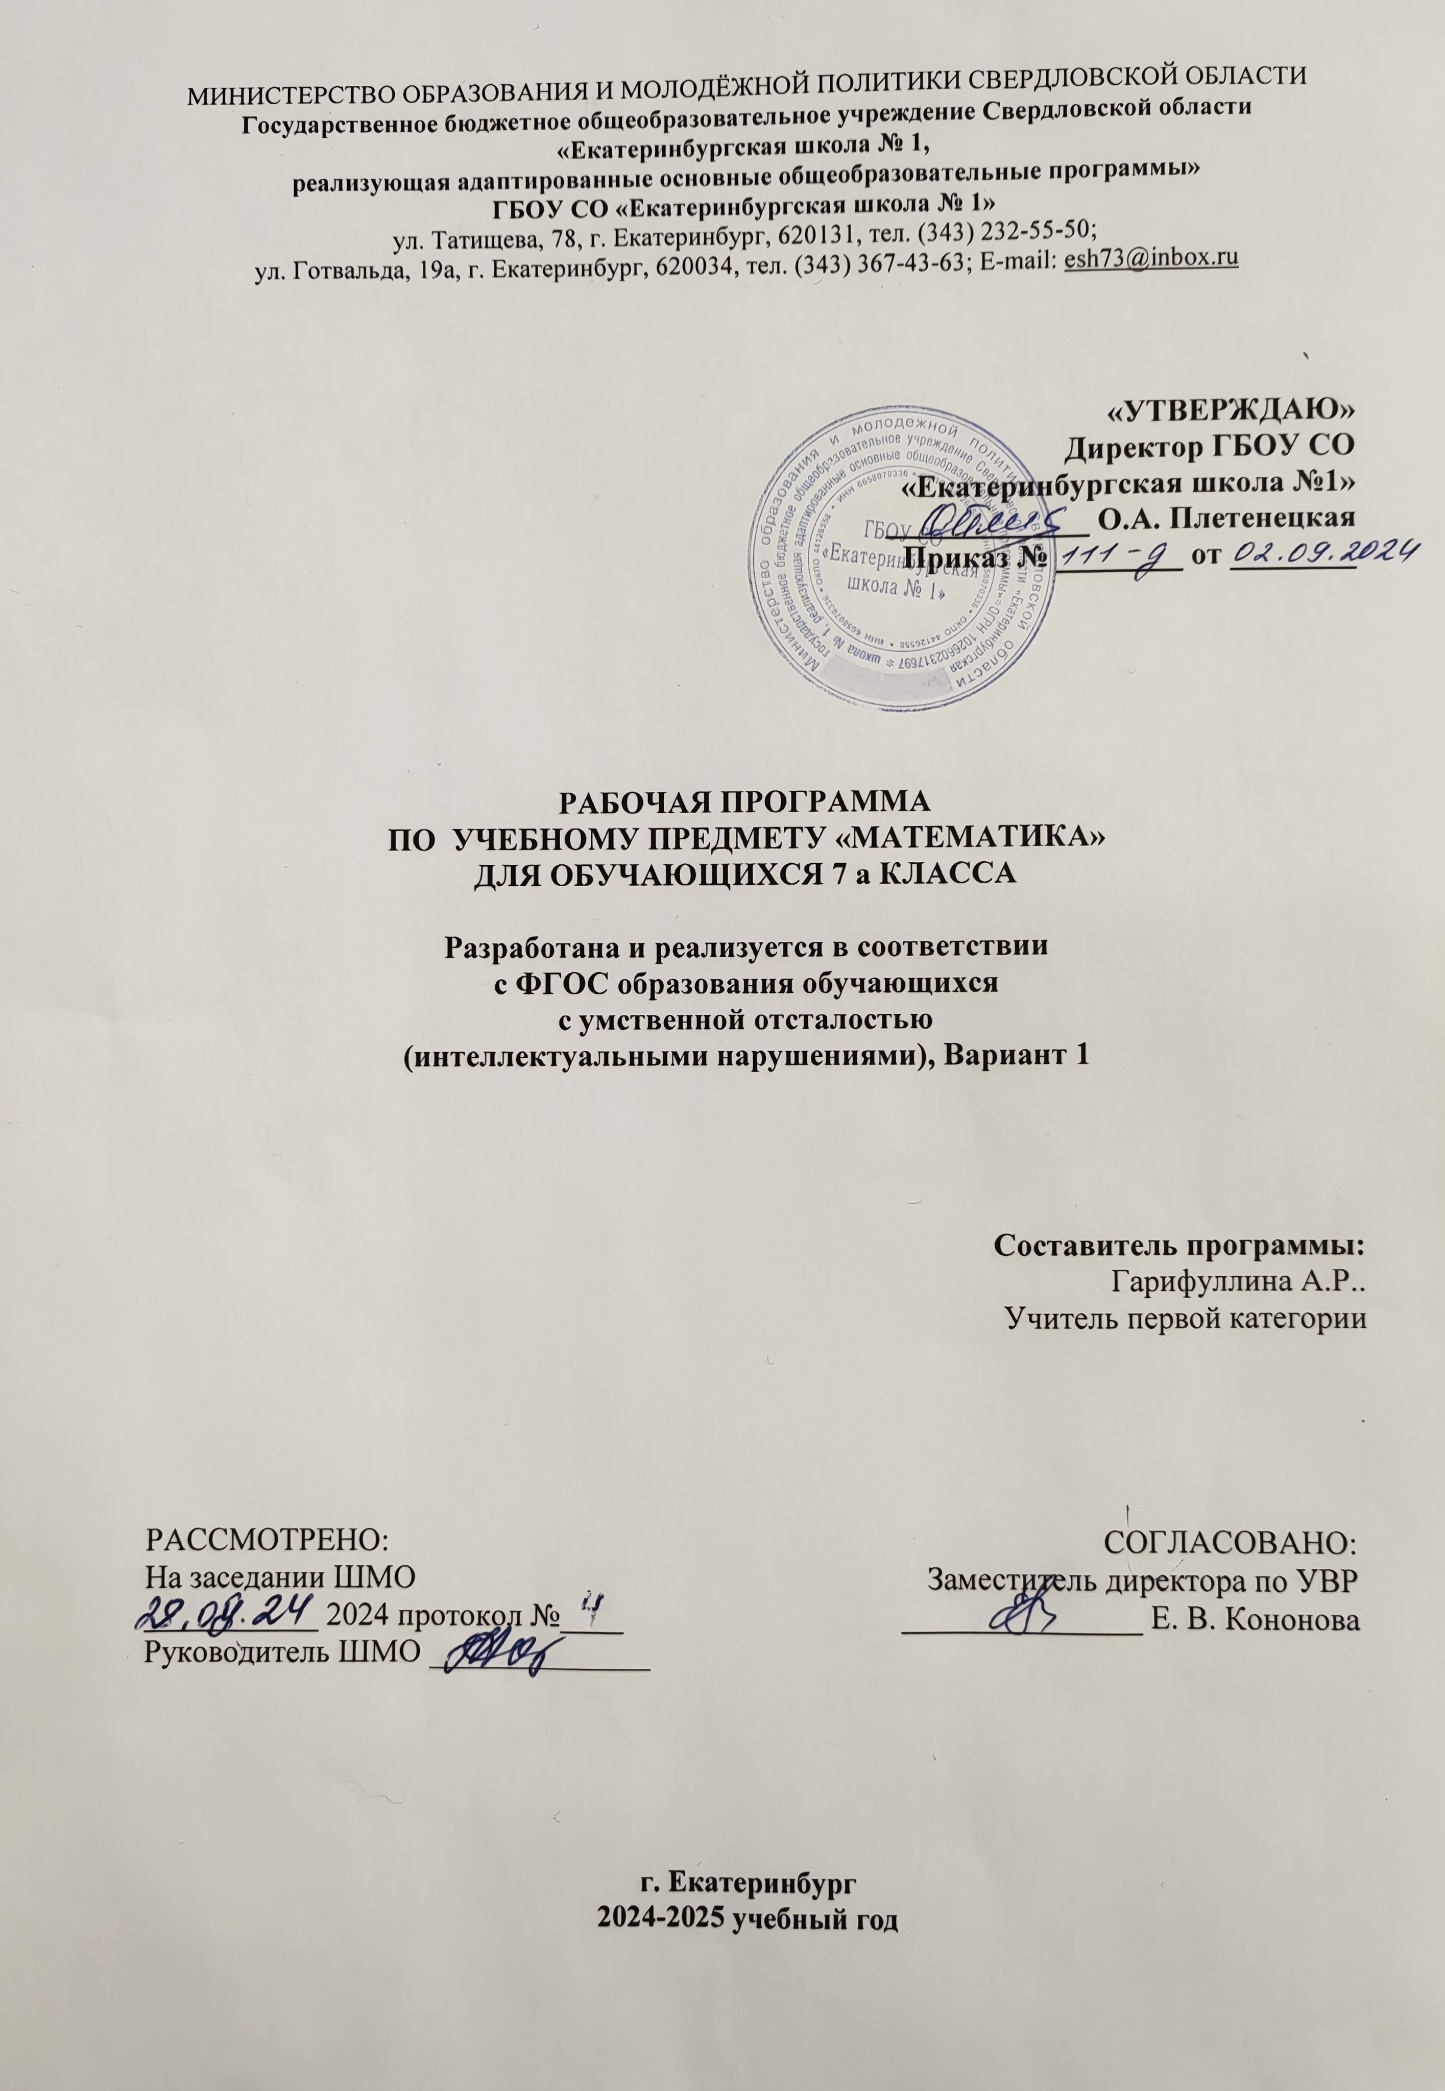 МИНИСТЕРСТВО ОБРАЗОВАНИЯ И МОЛОДЁЖНОЙ ПОЛИТИКИ СВЕРДЛОВСКОЙ ОБЛАСТИ
Государственное бюджетное общеобразовательное учреждение Свердловской области
«Екатеринбургская школа № 1,
реализующая адаптированные основные общеобразовательные программы»
ГБОУ СО «Екатеринбургская школа № 1»
ул. Татищева, 78, г. Екатеринбург, 620131, тел. (343) 232-55-50;
ул. Готвальда, 19а, г. Екатеринбург, 620034, тел. (343) 367-43-63; E-mail: esh73@inbox.ru
«УТВЕРЖДАЮ»
Директор ГБОУ СО
«Екатеринбургская школа №1»
О.А. Плетенецкая
Приказ № 111-д от 02.09.2024
ГБОУ СО
«Екатеринбургская
школа № 1»
РАБОЧАЯ ПРОГРАММА
ПО УЧЕБНОМУ ПРЕДМЕТУ «МАТЕМАТИКА»
ДЛЯ ОБУЧАЮЩИХСЯ 7 а КЛАССА
Разработана и реализуется в соответствии
с ФГОС образования обучающихся
с умственной отсталостью
(интеллектуальными нарушениями), Вариант 1
Составитель программы:
Гарифуллина А.Р..
Учитель первой категории
РАССМОТРЕНО:
На заседании ШМО
2024 протокол №
Руководитель ШМО
СОГЛАСОВАНО:
Заместитель директора по УВР
Е. В. Кононова
г. Екатеринбург
2024-2025 учебный год